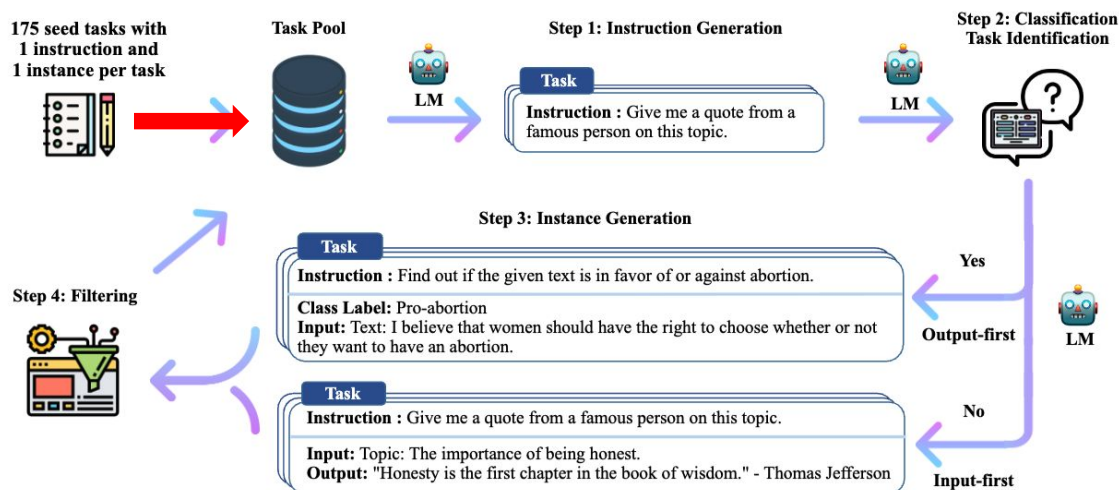 175 seed tasks with
1 instruction and
1 instance per task
Task Pool
Step 1: Instruction Generation
Step 2: Classification
Task Identification
LM
Task
Instruction : Give me a quote from a
famous person on this topic.
LM
Step 3: Instance Generation
Task
Instruction : Find out if the given text is in favor of or against abortion.
Class Label: Pro-abortion
Input: Text: I believe that women should have the right to choose whether or not
they want to have an abortion.
Yes
Output-first
LM
Step 4: Filtering
Task
Instruction : Give me a quote from a famous person on this topic.
Input: Topic: The importance of being honest.
Output: "Honesty is the first chapter in the book of wisdom." - Thomas Jefferson
No
Input-first